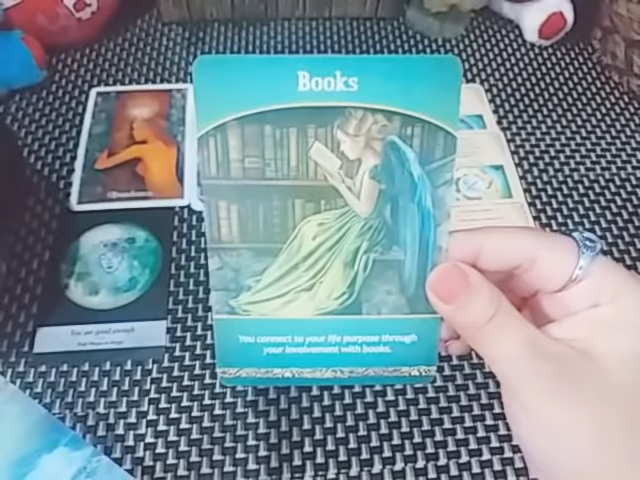 Books
You connect to your life purpose through
your involvement with books.
You are good enough